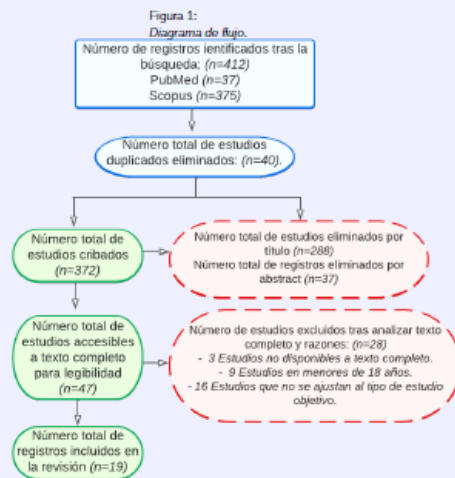 Figura 1:
Diagrama de flujo.
Número de registros ientificados tras la
búsqueda: (n=412)
PubMed (n=37)
Scopus (n=375)
Número total de estudios
duplicados eliminados: (n=40).
Número total de
estudios cribados
(n=372)
Número total de estudios eliminados por
título (n=288)
Número total de registros eliminados por
abstract (n=37)
Número total de
estudios accesibles
a texto completo
para legibilidad
(n=47)
Número de estudios excluidos tras analizar texto
completo y razones: (n=28)
- 3 Estudios no disponibles a texto completo.
- 9 Estudios en menores de 18 años.
- 16 Estudios que no se ajustan al tipo de estudio
objetivo.
Número total de
registros incluidos en
la revisión (n=19)